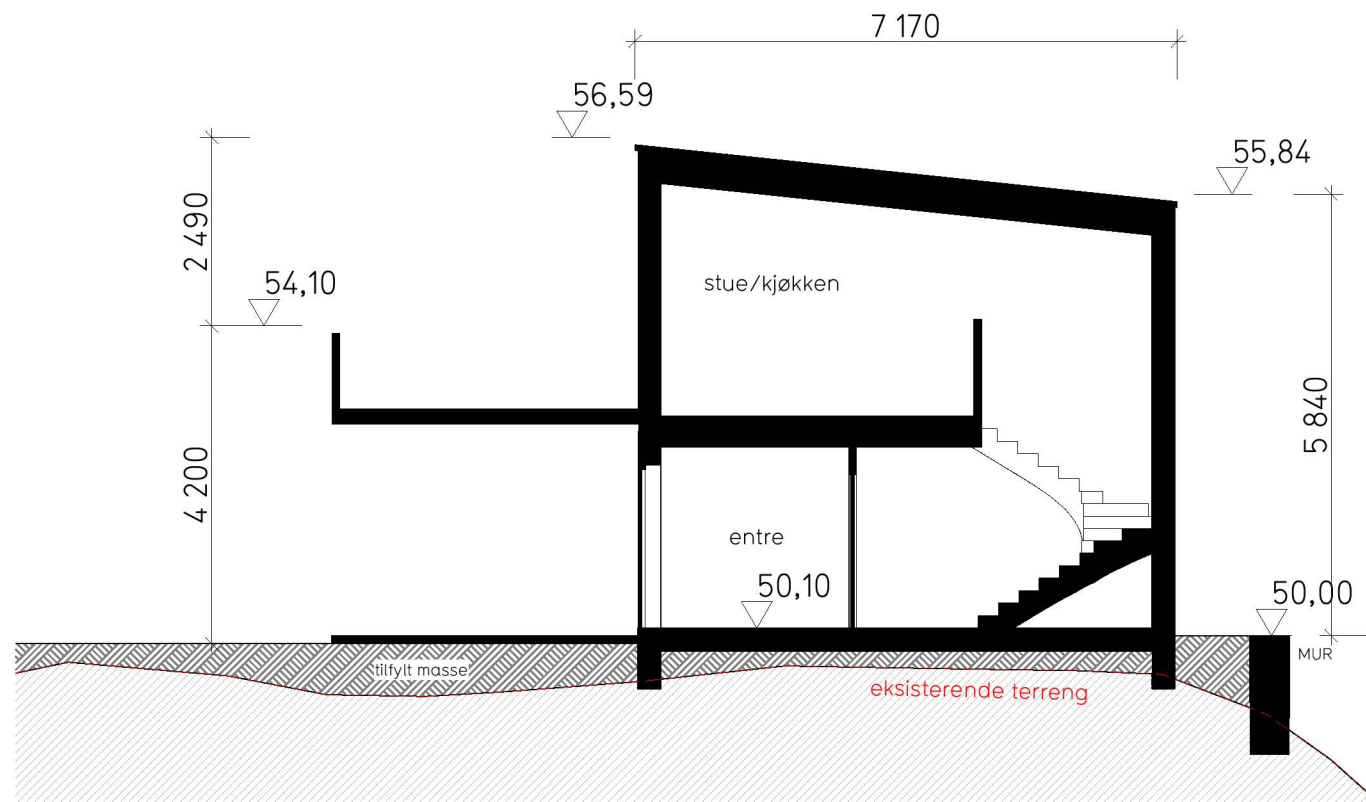 7 170
56,59
55,84
2 490
54,10
stue/kjøkken
5 840
4 200
entre
50,10
50,00
MUR
tilfylt masse
eksisterende terreng